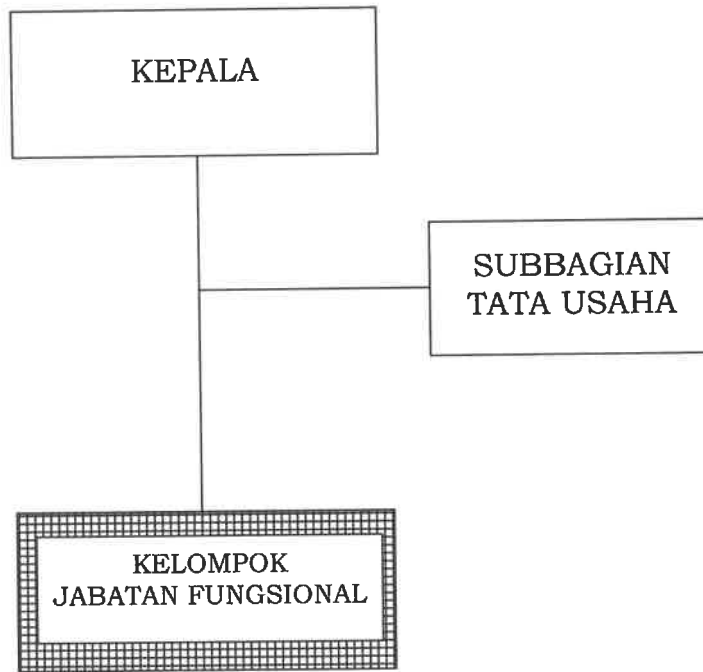 KEPALA
SUBBAGIAN
TATA USAHA
KELOMPOK
JABATAN FUNGSIONAL